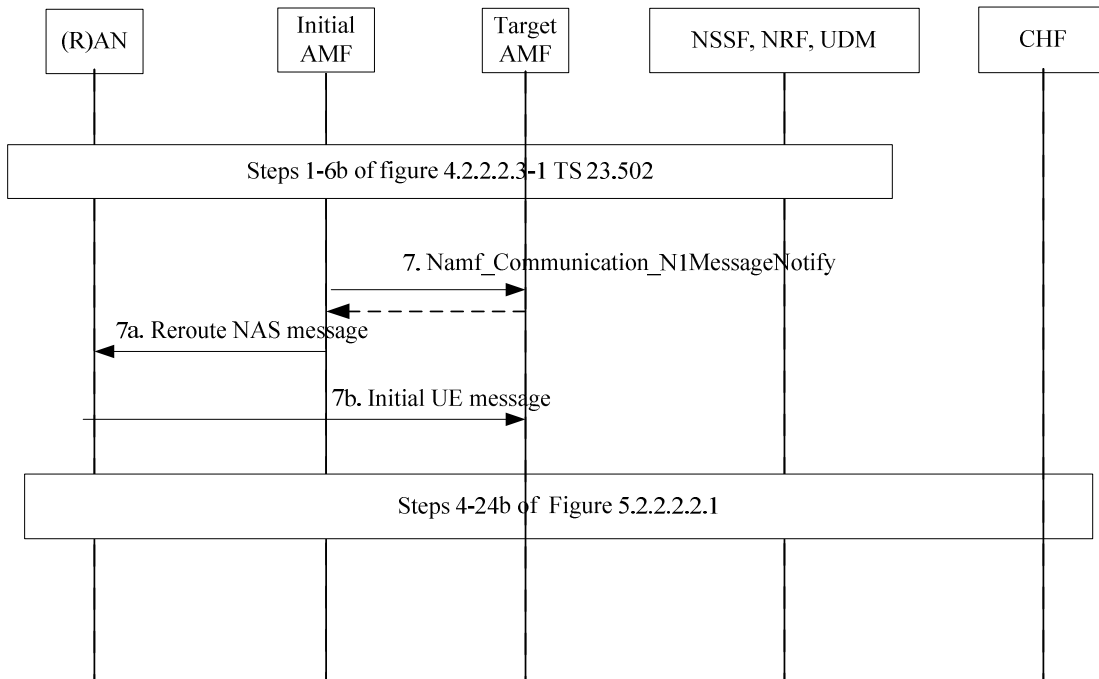 (R)AN
Initial
AMF
Target
AMF
NSSF, NRF, UDM
CHF
Steps 1-6b of figure 4.2.2.2.3-1 TS 23.502
7. Namf_Communication_N1MessageNotify
7a. Reroute NAS message
7b. Initial UE message
Steps 4-24b of Figure 5.2.2.2.2.1